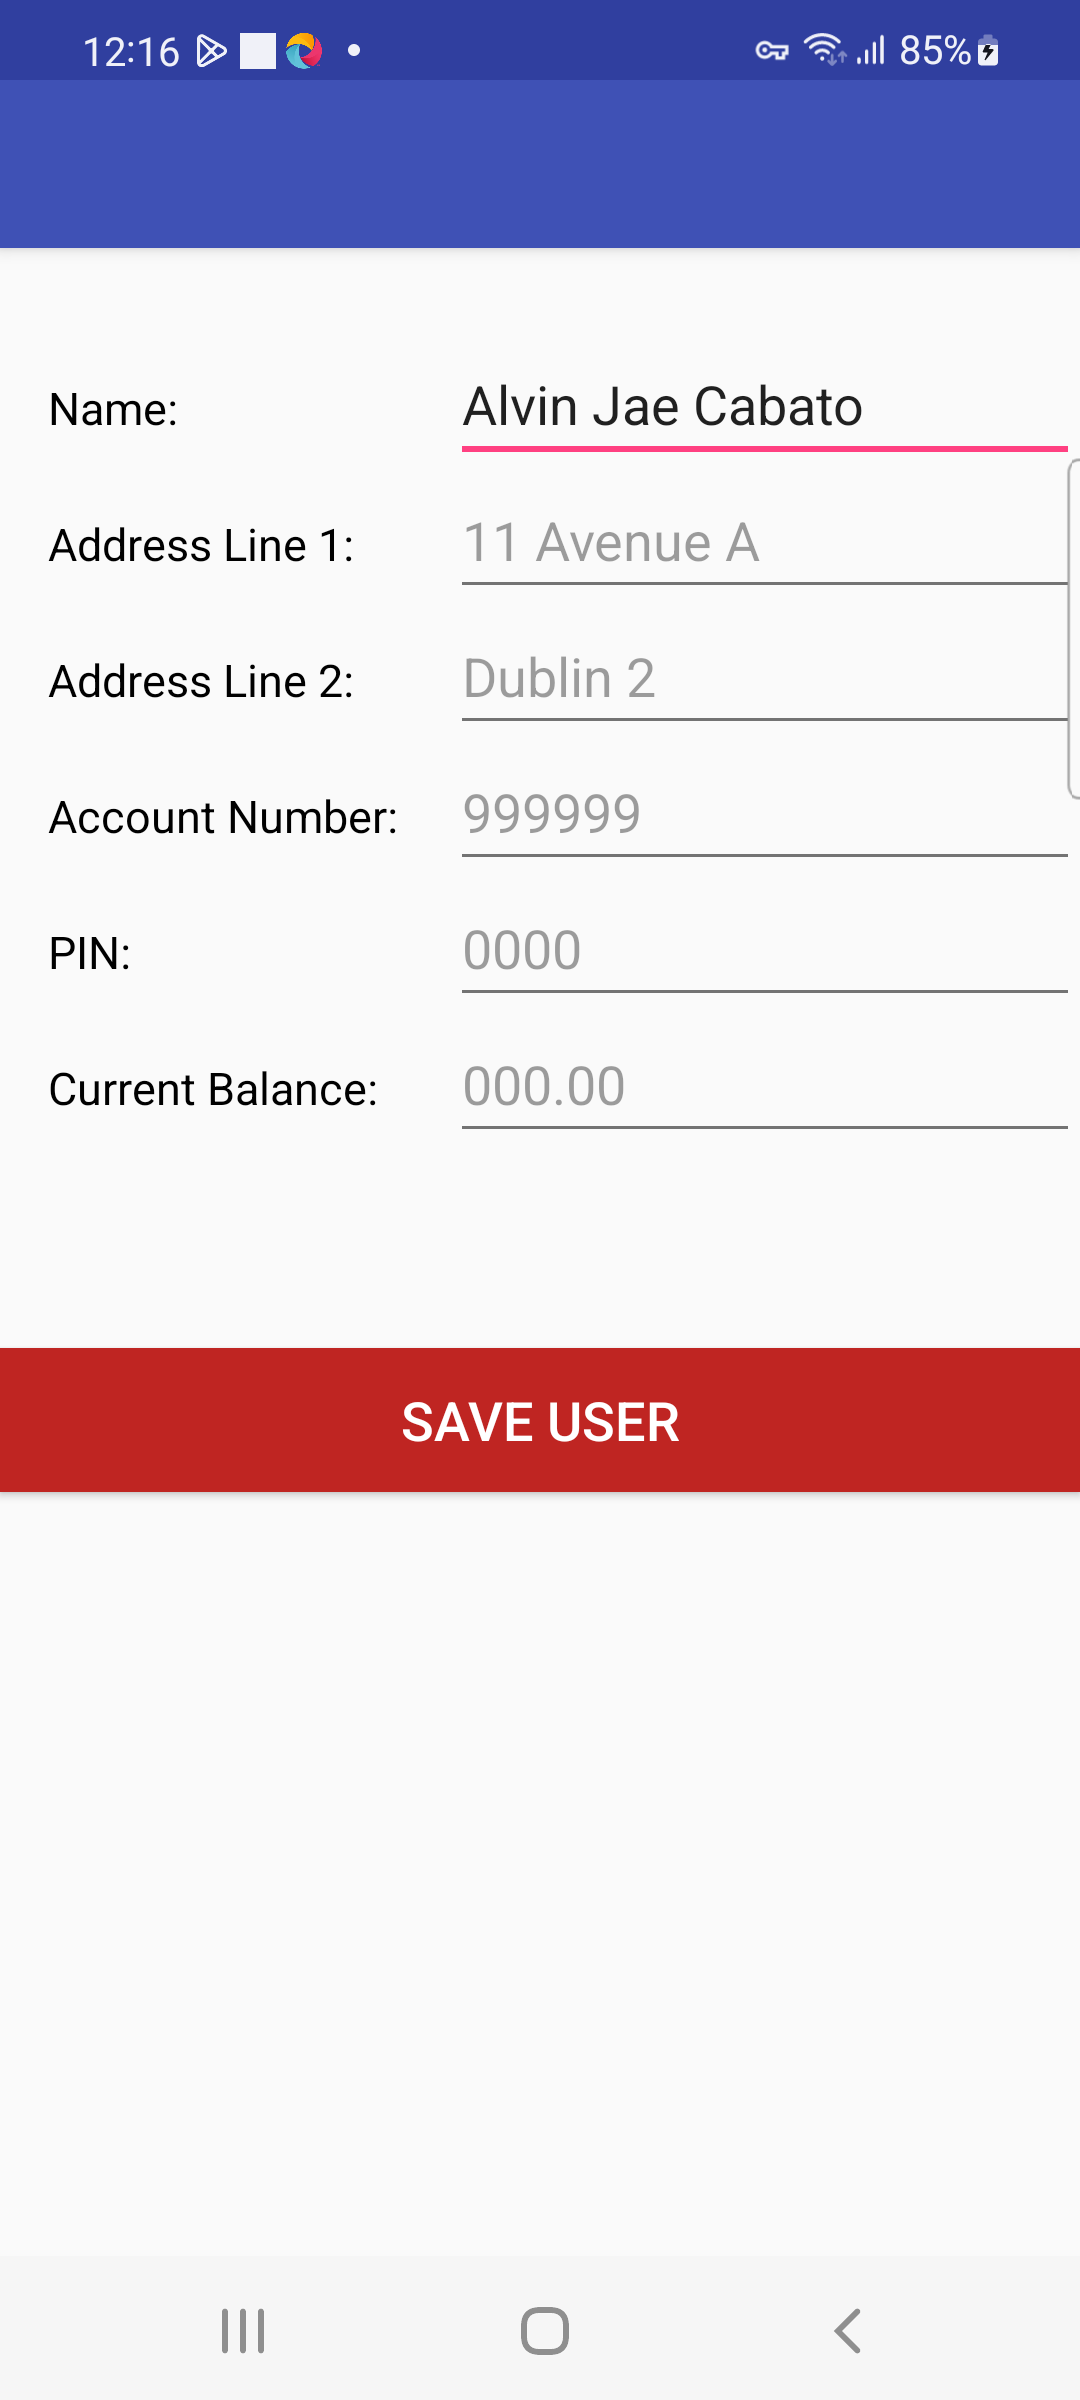 12:16
85%
Name: Alvin Jae Cabato
Address Line 1: 11 Avenue A
Address Line 2: Dublin 2
Account Number: 999999
PIN: 0000
Current Balance: 000.00
SAVE USER